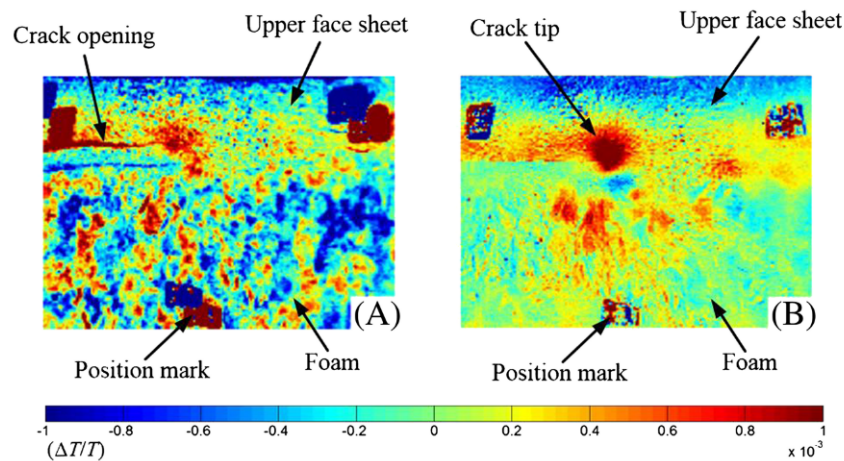 Crack opening
Upper face sheet
Crack tip
Upper face sheet
(A)
(B)
Position mark
Foam
Position mark
Foam
-1 -0.8 -0.6 -0.4 -0.2 0 0.2 0.4 0.6 0.8 1
(ΔT/T)
x 10⁻³